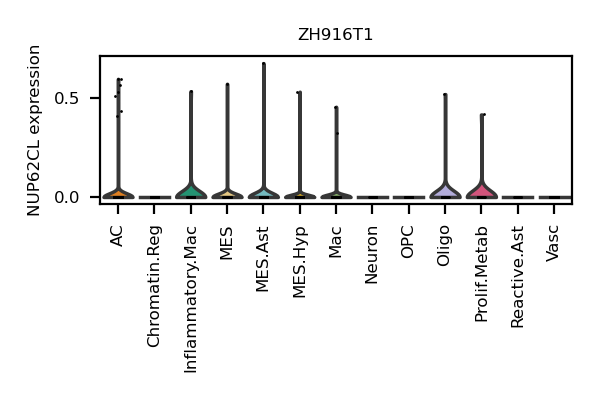 ZH916T1
NUP62CL expression
0.5
0.0
AC
Chromatin.Reg
Inflammatory.Mac
MES
MES.Ast
MES.Hyp
Mac
Neuron
OPC
Oligo
Prolif.Metab
Reactive.Ast
Vasc